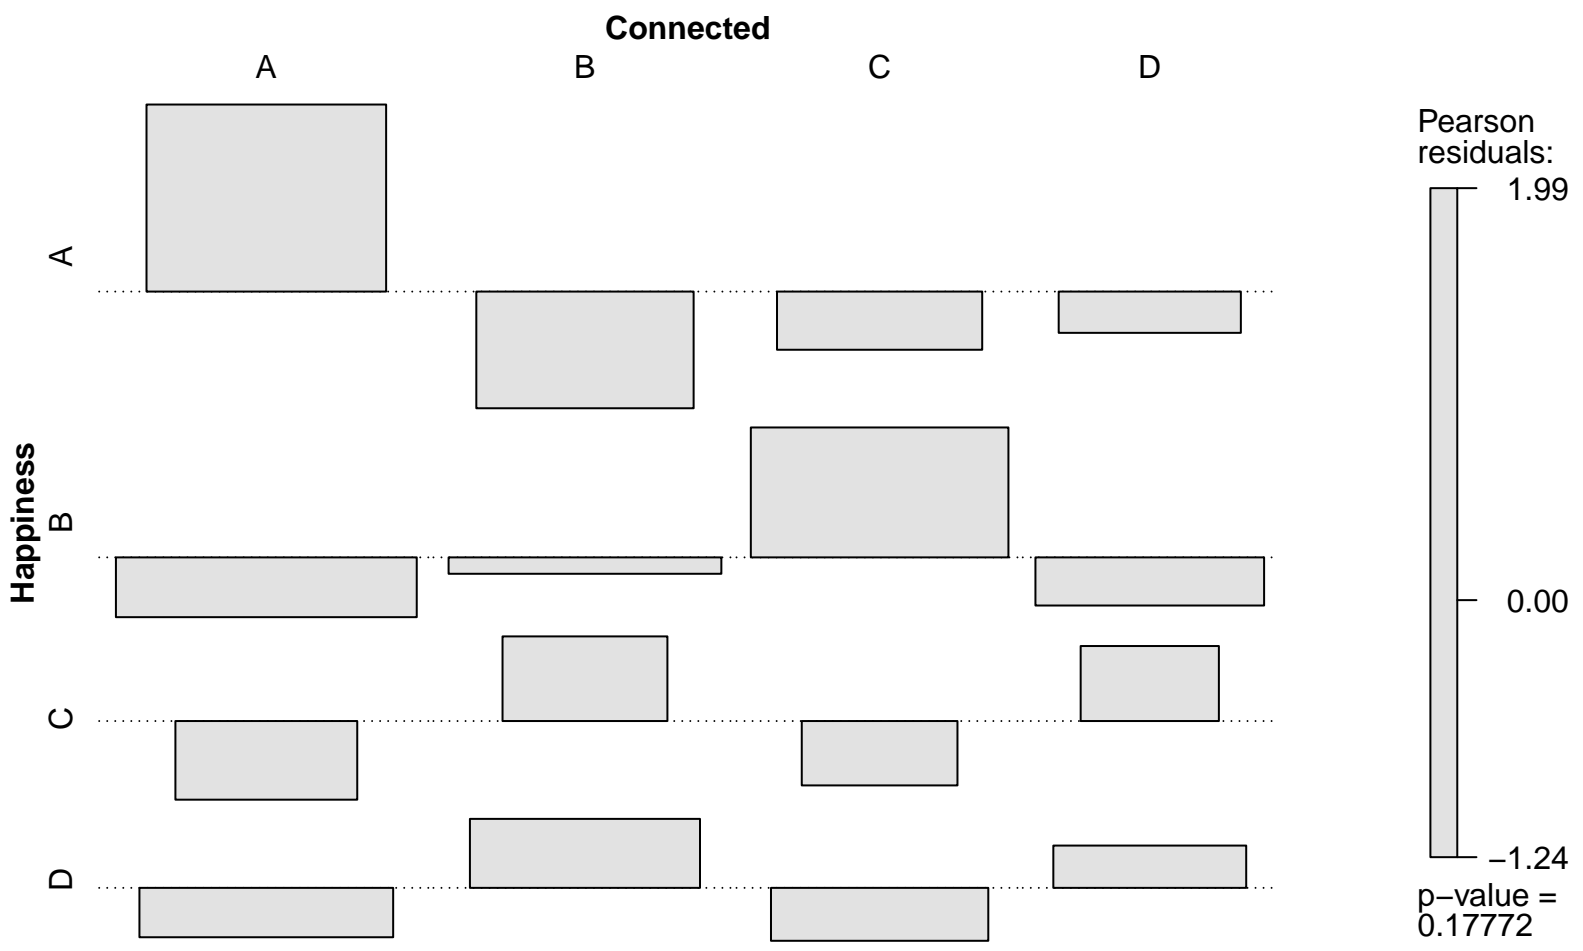 Connected
A B C D
Happiness
A
B
C
D
Pearson
residuals:
1.99
0.00
−1.24
p−value =
0.17772